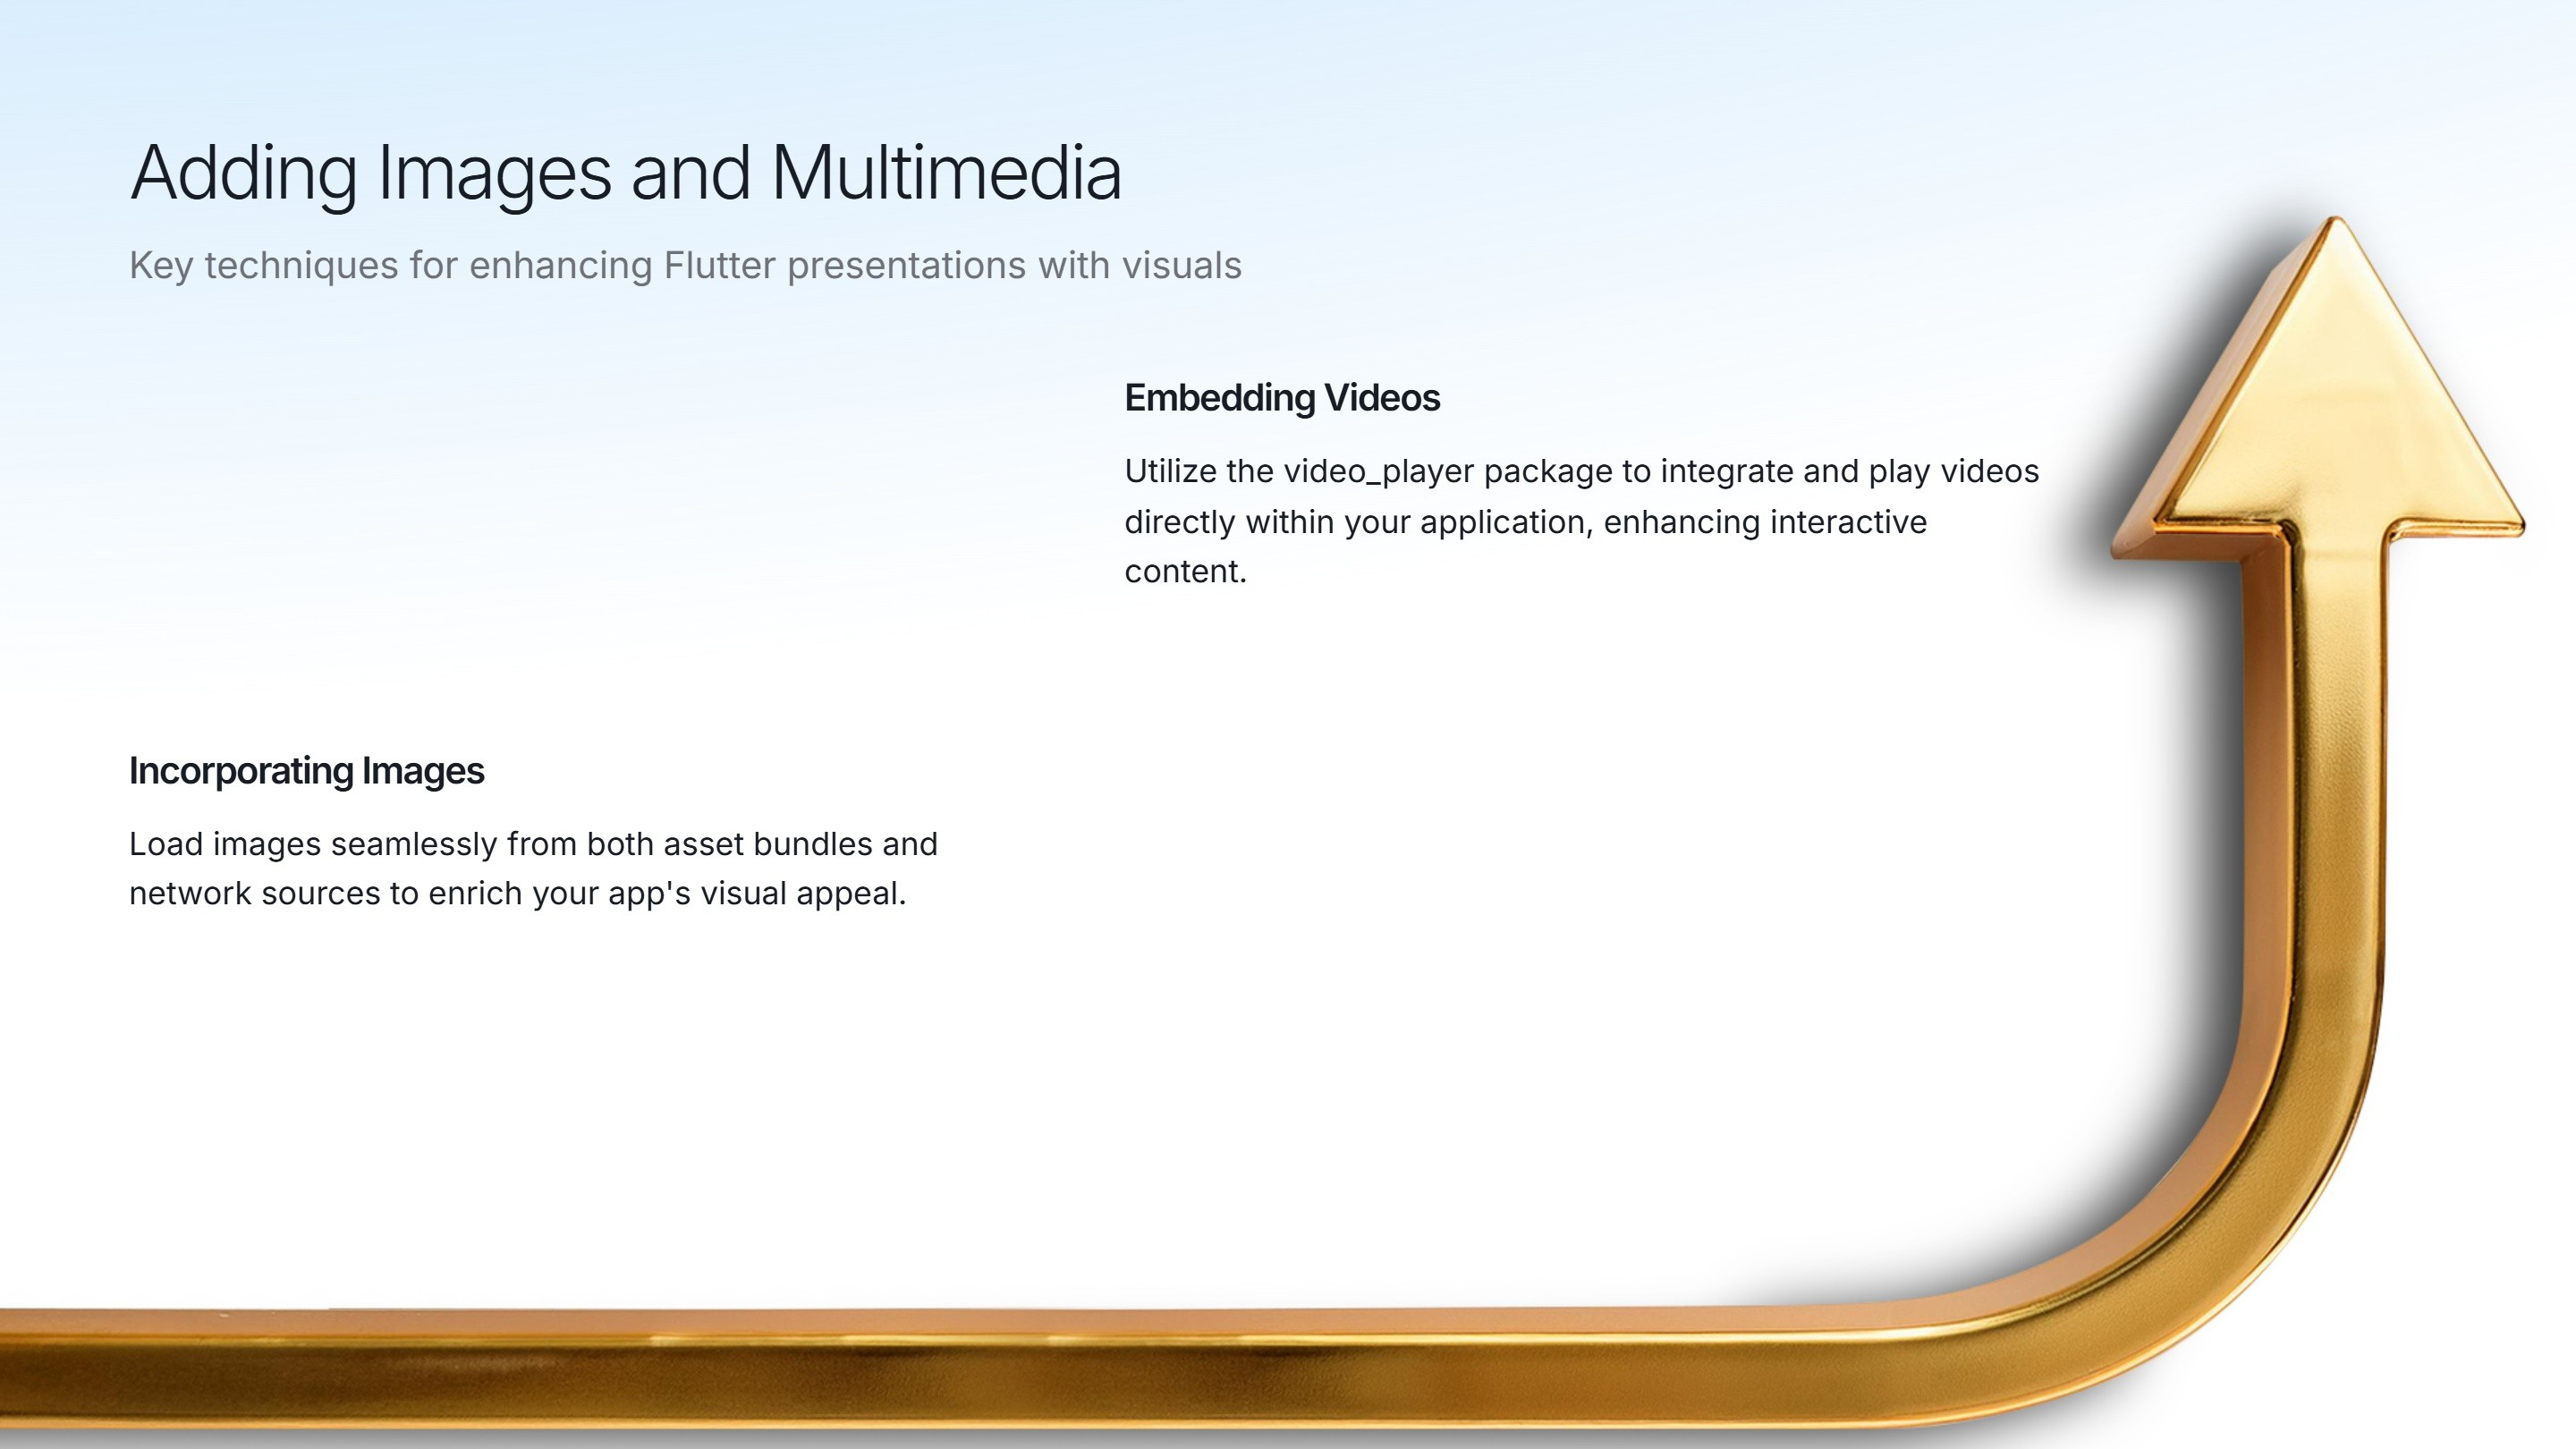 Adding Images and Multimedia
Key techniques for enhancing Flutter presentations with visuals
Embedding Videos
Utilize the video_player package to integrate and play videos
directly within your application, enhancing interactive
content.
Incorporating Images
Load images seamlessly from both asset bundles and
network sources to enrich your app's visual appeal.